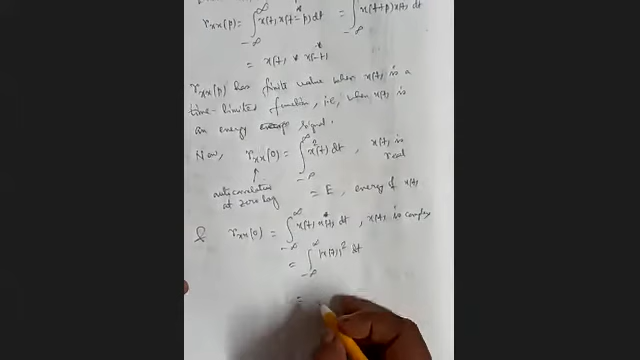 r_xx(p) = ∫_{-∞}^{∞} x(t) x*(t-p) dt = ∫_{-∞}^{∞} x(t+p) x*(t) dt
= x(t) * x*(-t)
r_xx(p) has finite value when x(t) is a
time-limited function, i.e, when x(t) is
an energy signal.
Now, r_xx(0) = ∫_{-∞}^{∞} x²(t) dt , x(t) is real
autocorrelation at zero lag
= E, energy of x(t)
& r_xx(0) = ∫_{-∞}^{∞} x(t) x*(t) dt, x(t) is complex
= ∫_{-∞}^{∞} |x(t)|² dt
=